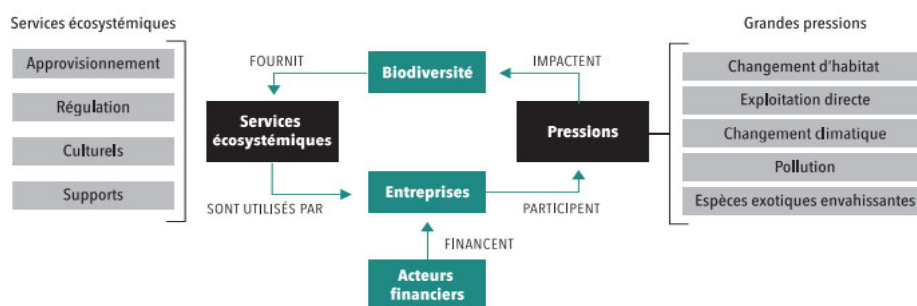 Services écosystémiques
Approvisionnement
Régulation
Culturels
Supports
FOURNIT
Biodiversité
IMPACTENT
Services
écosystémiques
Pressions
SONT UTILISÉS PAR
Entreprises
PARTICIPENT
FINANCENT
Acteurs
financiers
Grandes pressions
Changement d'habitat
Exploitation directe
Changement climatique
Pollution
Espèces exotiques envahissantes